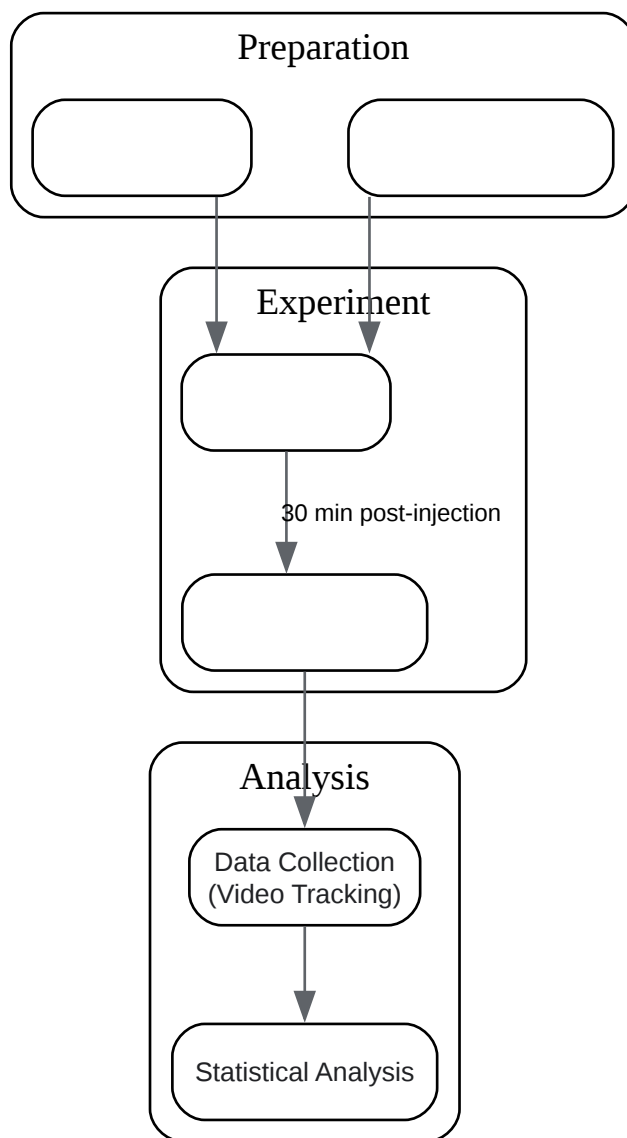 Preparation
Experiment
30 min post-injection
Analysis
Data Collection
(Video Tracking)
Statistical Analysis